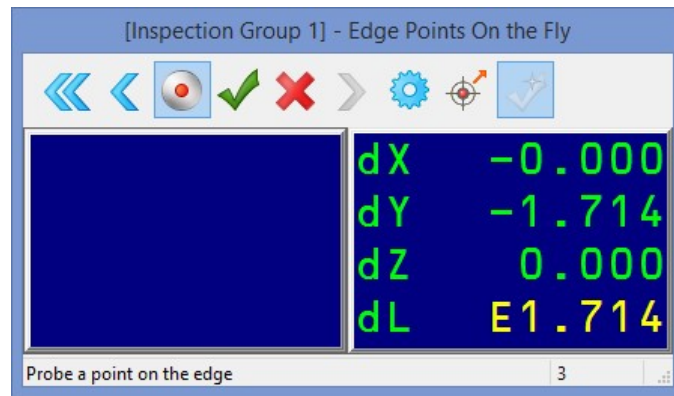 [Inspection Group 1] - Edge Points On the Fly
dX -0.000
dY -1.714
dZ 0.000
dL E1.714
Probe a point on the edge 3